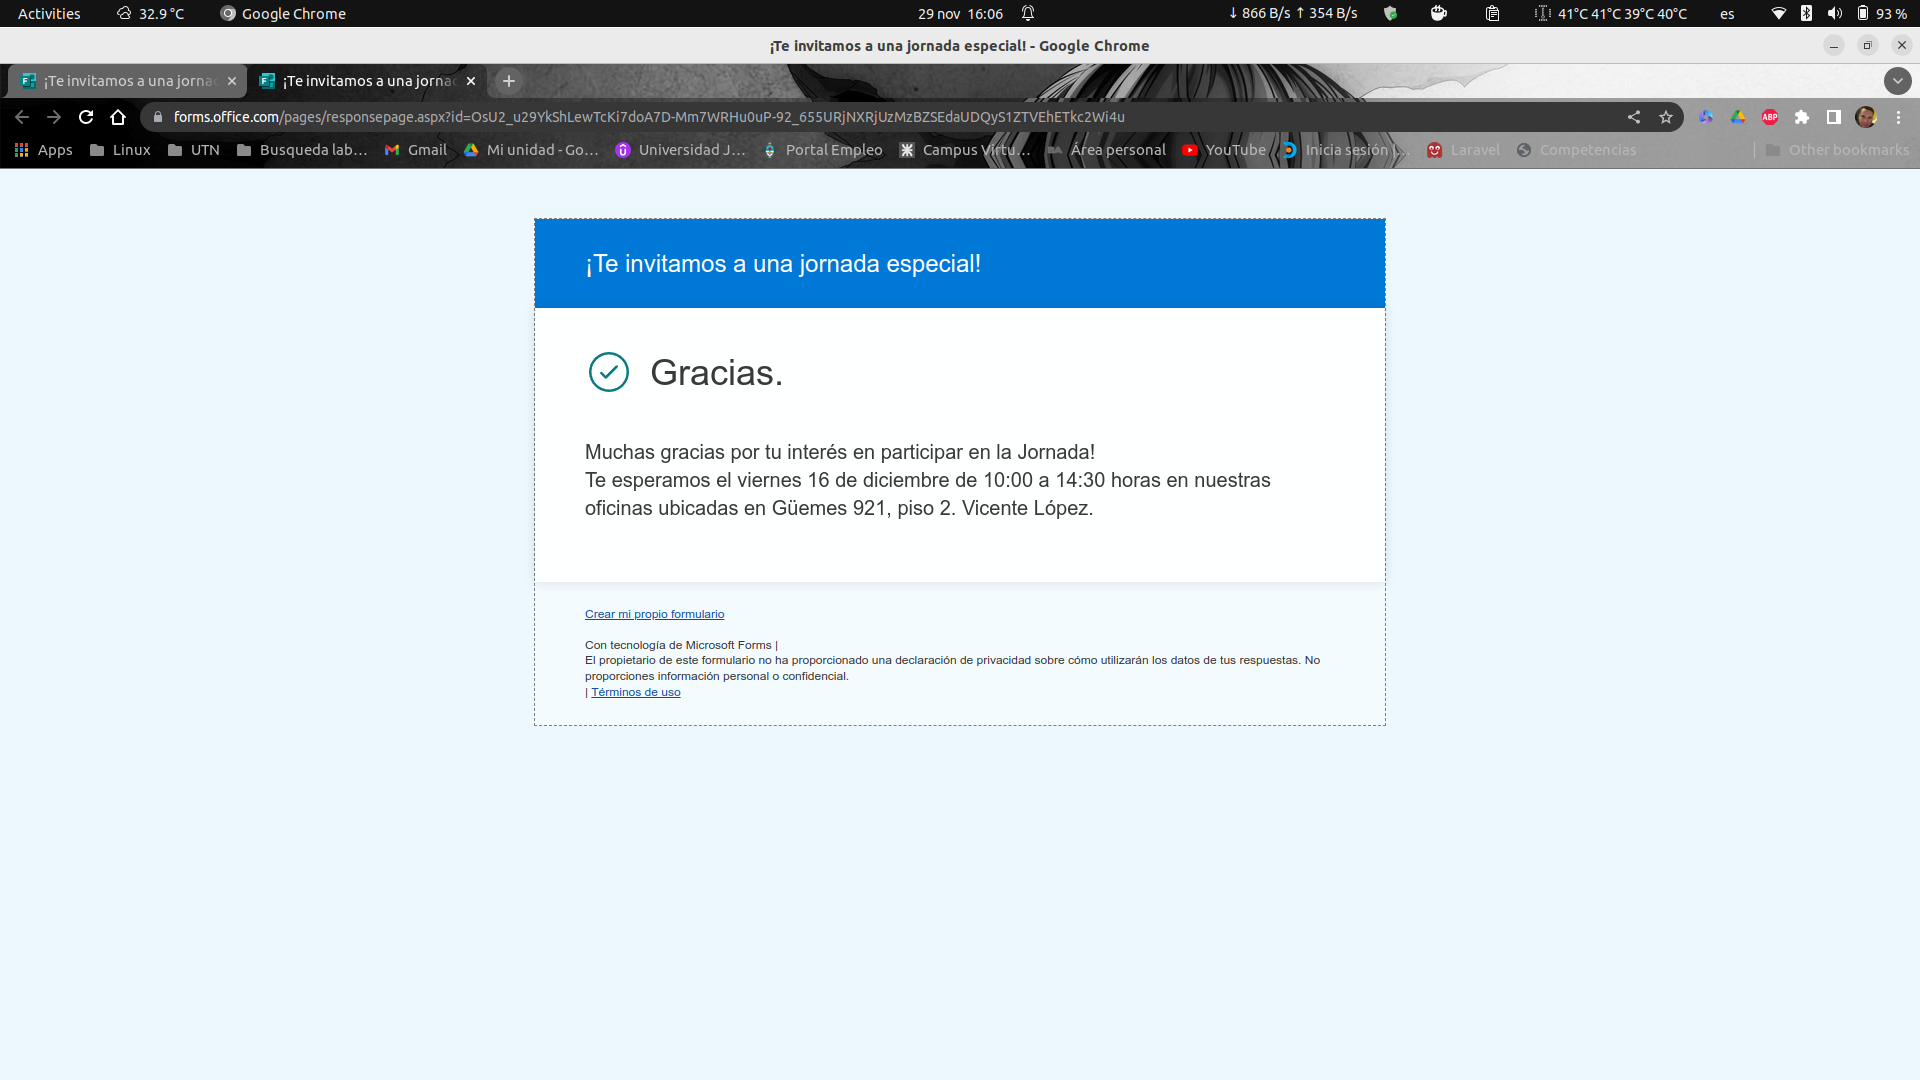 Activities 32.9 °C Google Chrome 29 nov 16:06 ↓ 866 B/s ↑ 354 B/s 41°C 41°C 39°C 40°C es 93 %
¡Te invitamos a una jornada especial! - Google Chrome
¡Te invitamos a una jornac ¡Te invitamos a una jornac
forms.office.com/pages/responsepage.aspx?id=OsU2_u29YkShLewTcKi7doA7D-Mm7WRHu0uP-92_655URjNXRjUzMzBZSEdaUDQyS1ZTVEhETkc2Wi4u ABP
Apps Linux UTN Busqueda lab... Gmail Mi unidad - Go... Universidad J... Portal Empleo Campus Virtu... Área personal YouTube Inicia sesión |... Laravel Competencias Other bookmarks
¡Te invitamos a una jornada especial!
Gracias.
Muchas gracias por tu interés en participar en la Jornada!
Te esperamos el viernes 16 de diciembre de 10:00 a 14:30 horas en nuestras
oficinas ubicadas en Güemes 921, piso 2. Vicente López.
Crear mi propio formulario
Con tecnología de Microsoft Forms |
El propietario de este formulario no ha proporcionado una declaración de privacidad sobre cómo utilizarán los datos de tus respuestas. No
proporciones información personal o confidencial.
| Términos de uso